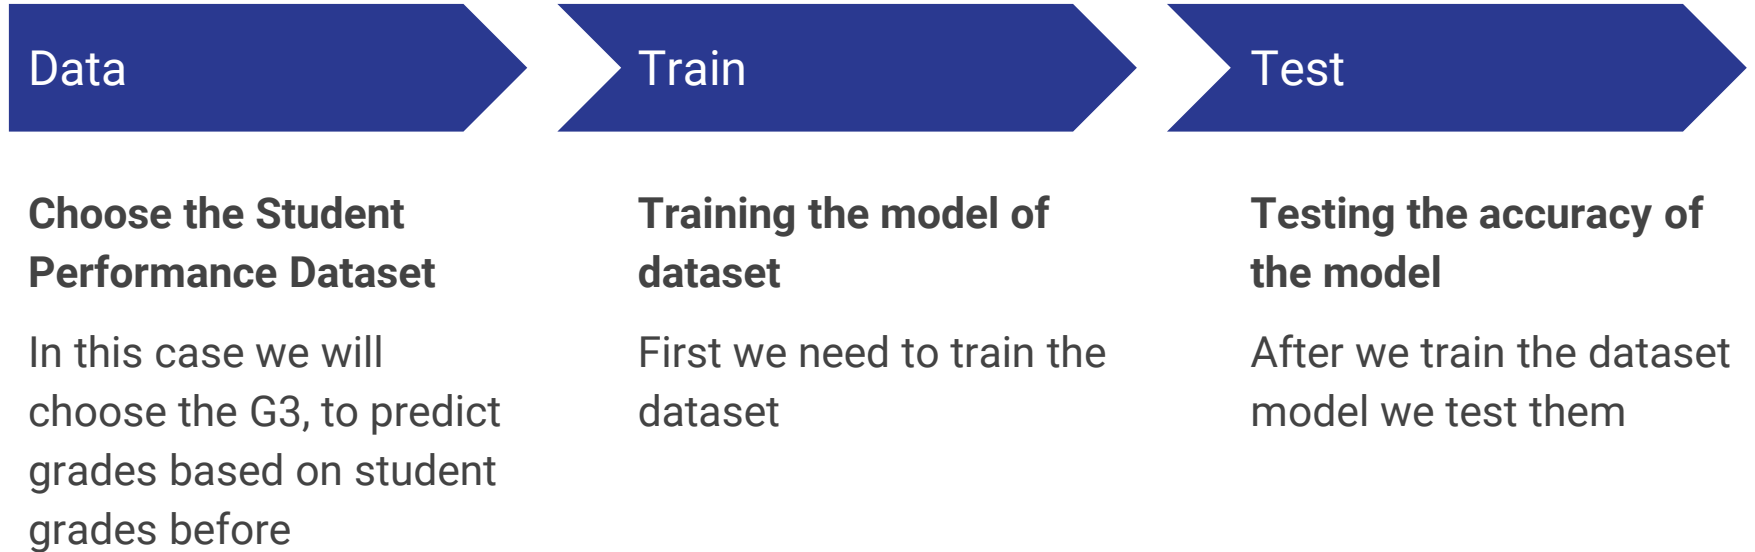 Data
Choose the Student
Performance Dataset
In this case we will
choose the G3, to predict
grades based on student
grades before
Train
Training the model of
dataset
First we need to train the
dataset
Test
Testing the accuracy of
the model
After we train the dataset
model we test them